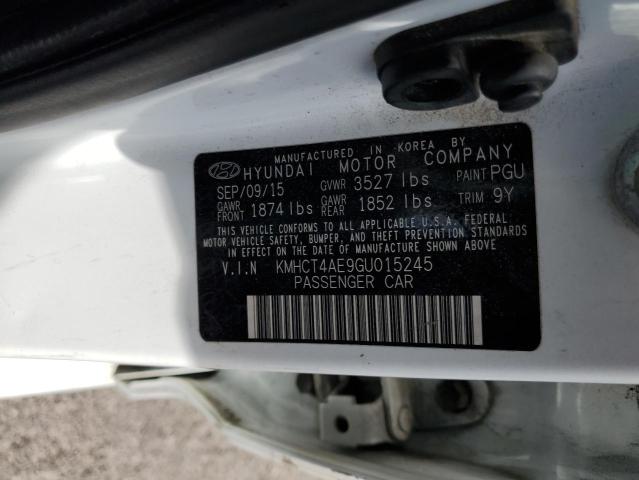 MANUFACTURED IN KOREA BY
HYUNDAI MOTOR COMPANY
SEP/09/15 GVWR 3527 lbs PAINT PGU
GAWR FRONT 1874 lbs GAWR REAR 1852 lbs TRIM 9Y
THIS VEHICLE CONFORMS TO ALL APPLICABLE U.S.A. FEDERAL
MOTOR VEHICLE SAFETY, BUMPER, AND THEFT PREVENTION STANDARDS
IN EFFECT ON THE DATE OF MANUFACTURE SHOWN ABOVE.
V.I.N KMHCT4AE9GU015245
PASSENGER CAR